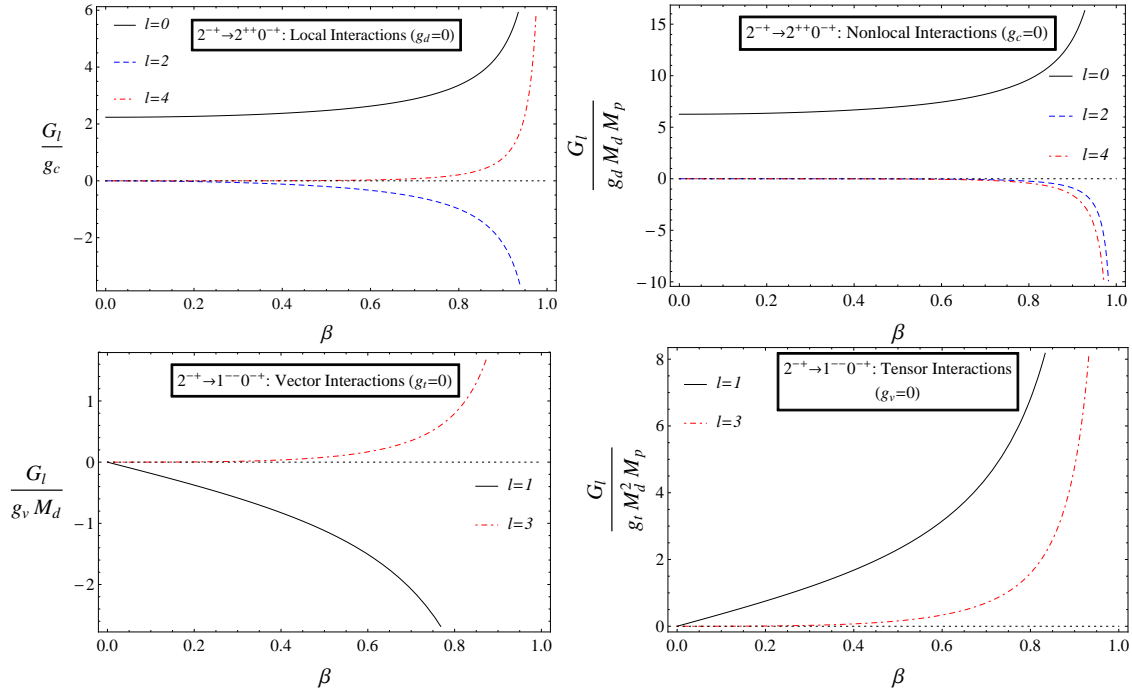 2⁻⁺→2⁺⁺0⁻⁺: Local Interactions (g_d=0)
l=0
l=2
l=4
G_l
g_c
6
4
2
0
−2
0.0 0.2 0.4 0.6 0.8 1.0
β
2⁻⁺→2⁺⁺0⁻⁺: Nonlocal Interactions (g_c=0)
l=0
l=2
l=4
G_l
g_d M_d M_p
15
10
5
0
−5
−10
0.0 0.2 0.4 0.6 0.8 1.0
β
2⁻⁺→1⁻⁻0⁻⁺: Vector Interactions (g_t=0)
l=1
l=3
G_l
g_v M_d
1
0
−1
−2
0.0 0.2 0.4 0.6 0.8 1.0
β
2⁻⁺→1⁻⁻0⁻⁺: Tensor Interactions
(g_v=0)
l=1
l=3
G_l
g_t M_d² M_p
8
6
4
2
0
0.0 0.2 0.4 0.6 0.8 1.0
β